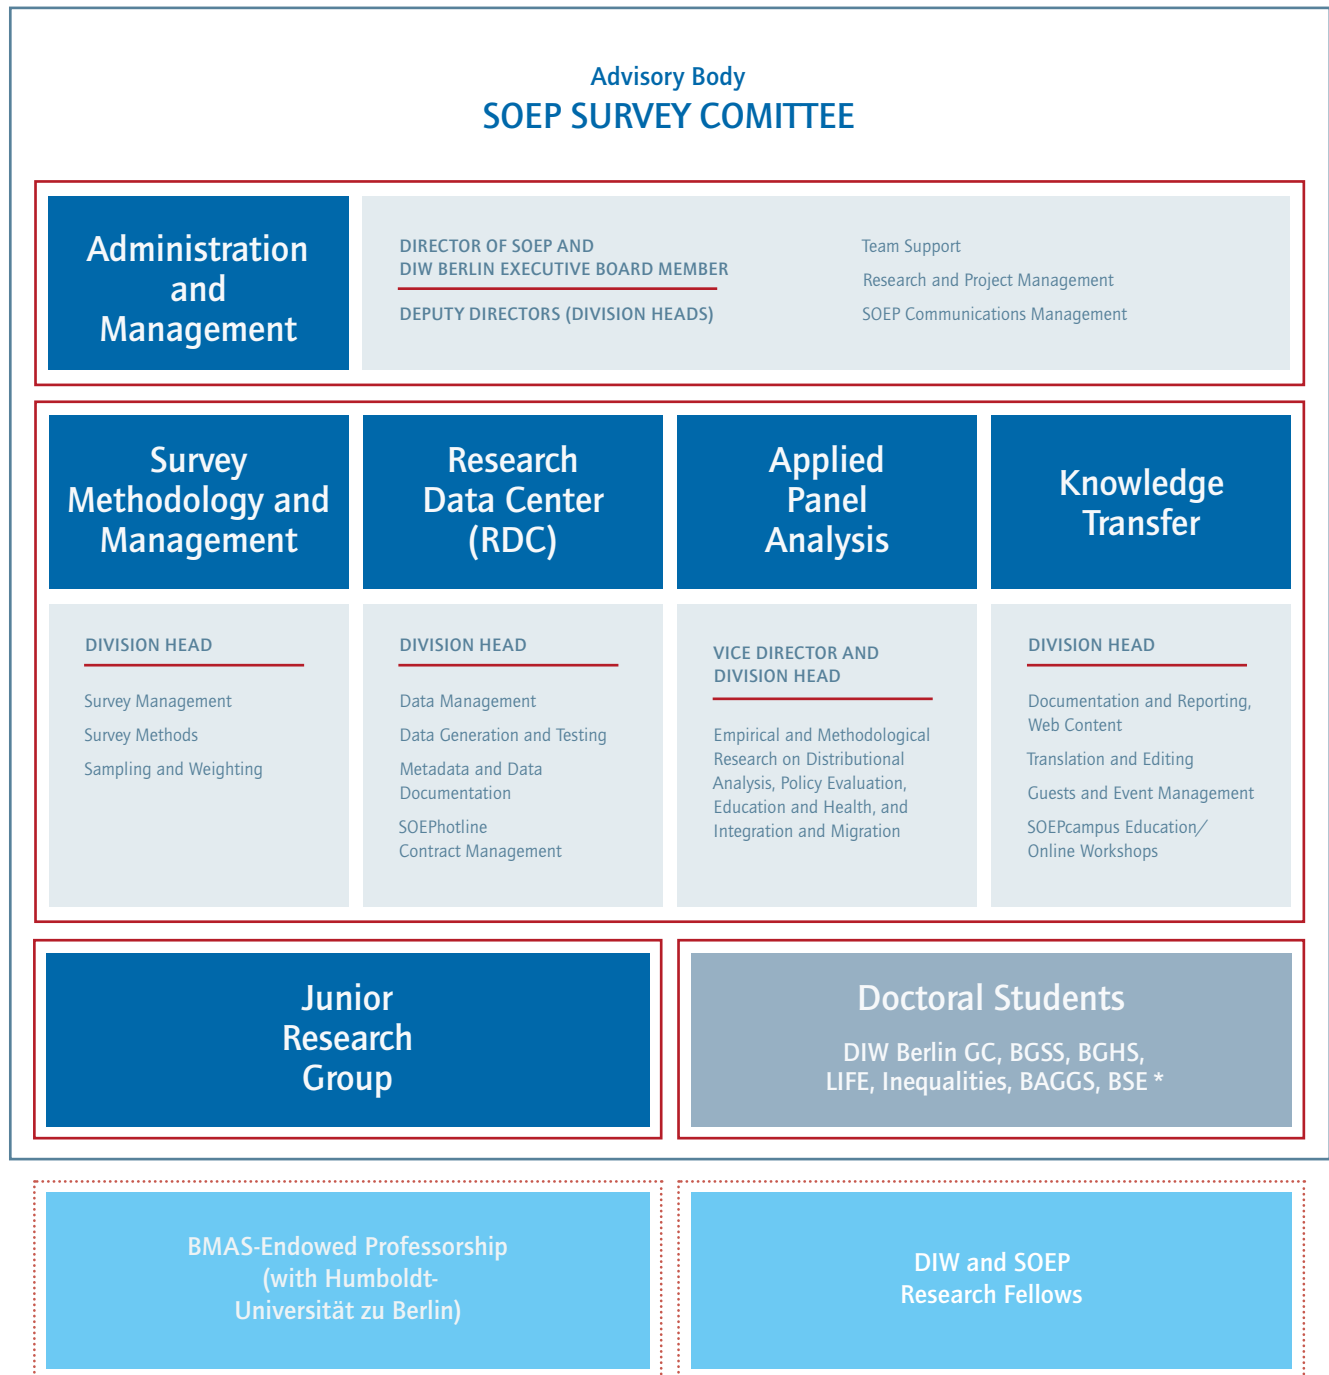 Advisory Body
SOEP SURVEY COMITTEE
Administration
and
Management
DIRECTOR OF SOEP AND
DIW BERLIN EXECUTIVE BOARD MEMBER
DEPUTY DIRECTORS (DIVISION HEADS)
Team Support
Research and Project Management
SOEP Communications Management
Survey
Methodology and
Management
DIVISION HEAD
Survey Management
Survey Methods
Sampling and Weighting
Research
Data Center
(RDC)
DIVISION HEAD
Data Management
Data Generation and Testing
Metadata and Data
Documentation
SOEPhotline
Contract Management
Applied
Panel
Analysis
VICE DIRECTOR AND
DIVISION HEAD
Empirical and Methodological
Research on Distributional
Analysis, Policy Evaluation,
Education and Health, and
Integration and Migration
Knowledge
Transfer
DIVISION HEAD
Documentation and Reporting,
Web Content
Translation and Editing
Guests and Event Management
SOEPcampus Education/
Online Workshops
Junior
Research
Group
Doctoral Students
DIW Berlin GC, BGSS, BGHS,
LIFE, Inequalities, BAGGS, BSE *
BMAS-Endowed Professorship
(with Humboldt-
Universität zu Berlin)
DIW and SOEP
Research Fellows